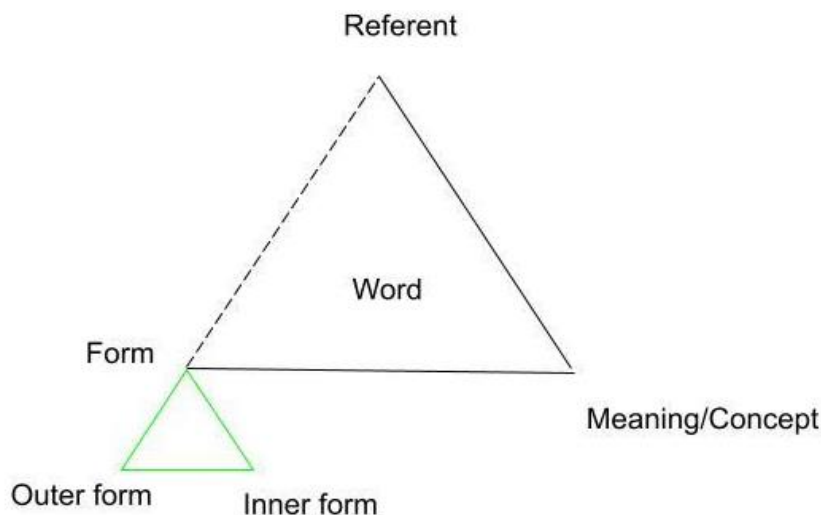 Referent
Word
Form
Meaning/Concept
Outer form
Inner form